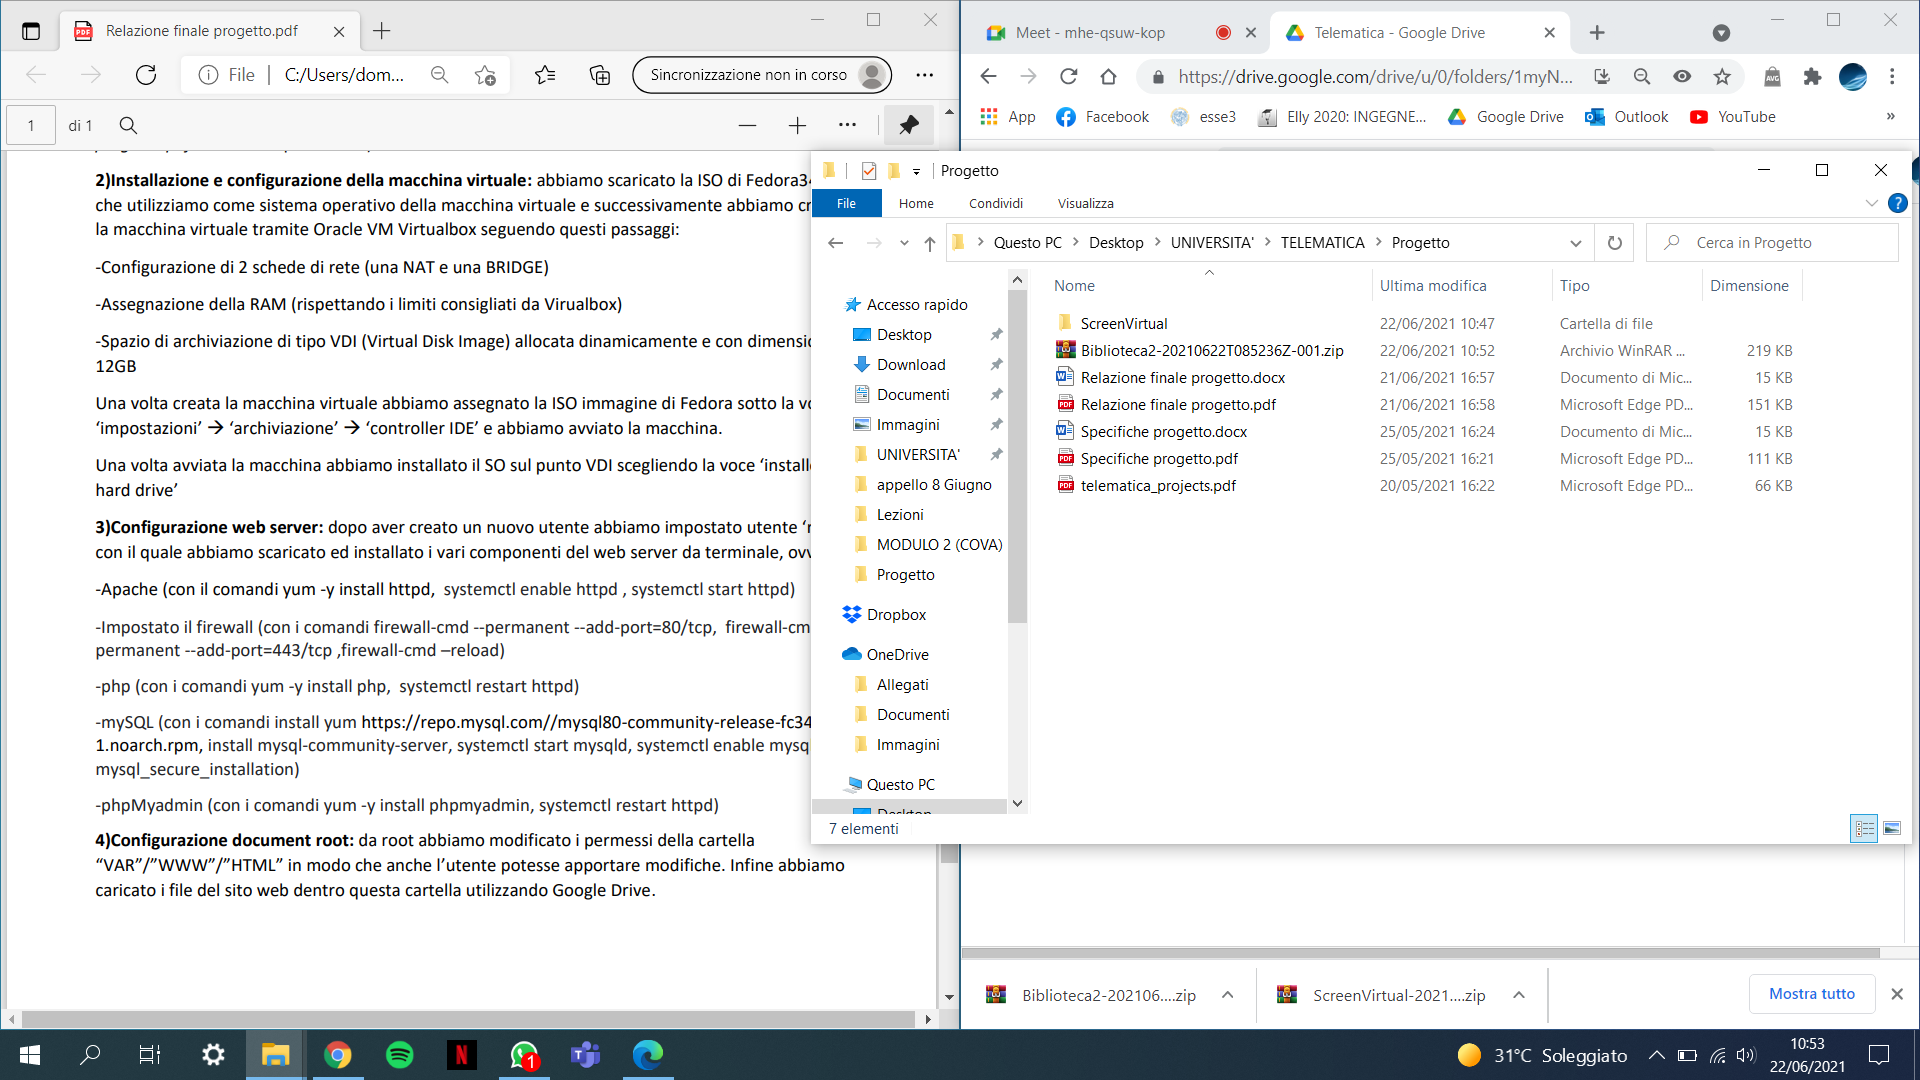 Relazione finale progetto.pdf
File
C:/Users/dom...
Sincronizzazione non in corso
1
di 1
2)Installazione e configurazione della macchina virtuale: abbiamo scaricato la ISO di Fedora34
che utilizziamo come sistema operativo della macchina virtuale e successivamente abbiamo cr
la macchina virtuale tramite Oracle VM Virtualbox seguendo questi passaggi:
-Configurazione di 2 schede di rete (una NAT e una BRIDGE)
-Assegnazione della RAM (rispettando i limiti consigliati da Virualbox)
-Spazio di archiviazione di tipo VDI (Virtual Disk Image) allocata dinamicamente e con dimensio
12GB
Una volta creata la macchina virtuale abbiamo assegnato la ISO immagine di Fedora sotto la vo
‘impostazioni’ → ‘archiviazione’ → ‘controller IDE’ e abbiamo avviato la macchina.
Una volta avviata la macchina abbiamo installato il SO sul punto VDI scegliendo la voce ‘install
hard drive’
3)Configurazione web server: dopo aver creato un nuovo utente abbiamo impostato utente ‘r
con il quale abbiamo scaricato ed installato i vari componenti del web server da terminale, ovv
-Apache (con il comandi yum -y install httpd,  systemctl enable httpd , systemctl start httpd)
-Impostato il firewall (con i comandi firewall-cmd --permanent --add-port=80/tcp,  firewall-cm
permanent --add-port=443/tcp ,firewall-cmd –reload)
-php (con i comandi yum -y install php,  systemctl restart httpd)
-mySQL (con i comandi install yum https://repo.mysql.com//mysql80-community-release-fc34
1.noarch.rpm, install mysql-community-server, systemctl start mysqld, systemctl enable mysq
mysql_secure_installation)
-phpMyadmin (con i comandi yum -y install phpmyadmin, systemctl restart httpd)
4)Configurazione document root: da root abbiamo modificato i permessi della cartella
“VAR”/”WWW”/”HTML” in modo che anche l’utente potesse apportare modifiche. Infine abbiamo
caricato i file del sito web dentro questa cartella utilizzando Google Drive.
Meet - mhe-qsuw-kop
Telematica - Google Drive
https://drive.google.com/drive/u/0/folders/1myN...
AVG
App
Facebook
esse3
Elly 2020: INGEGNE...
Google Drive
Outlook
YouTube
»
Progetto
File
Home
Condividi
Visualizza
Questo PC > Desktop > UNIVERSITA' > TELEMATICA > Progetto
Cerca in Progetto
Accesso rapido
Desktop
Download
Documenti
Immagini
UNIVERSITA'
appello 8 Giugno
Lezioni
MODULO 2 (COVA)
Progetto
Dropbox
OneDrive
Allegati
Documenti
Immagini
Questo PC
Desktop
Nome Ultima modifica Tipo Dimensione
ScreenVirtual 22/06/2021 10:47 Cartella di file
Biblioteca2-20210622T085236Z-001.zip 22/06/2021 10:52 Archivio WinRAR ... 219 KB
Relazione finale progetto.docx 21/06/2021 16:57 Documento di Mic... 15 KB
Relazione finale progetto.pdf 21/06/2021 16:58 Microsoft Edge PD... 151 KB
Specifiche progetto.docx 25/05/2021 16:24 Documento di Mic... 15 KB
Specifiche progetto.pdf 25/05/2021 16:21 Microsoft Edge PD... 111 KB
telematica_projects.pdf 20/05/2021 16:22 Microsoft Edge PD... 66 KB
7 elementi
Biblioteca2-202106....zip
ScreenVirtual-2021....zip
Mostra tutto
1
31°C Soleggiato
10:53
22/06/2021